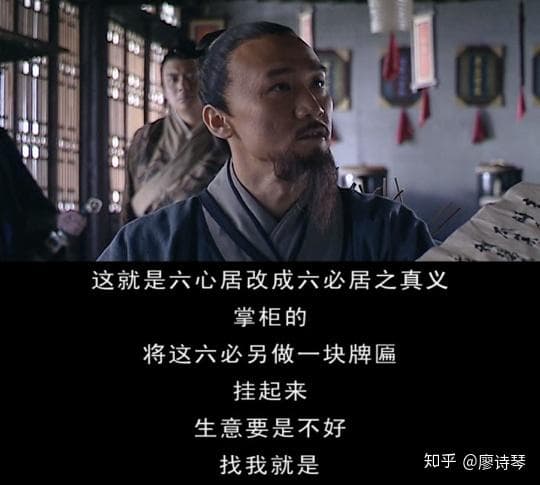 这就是六心居改成六必居之真义
掌柜的
将这六必另做一块牌匾
挂起来
生意要是不好
找我就是
知乎 @廖诗琴